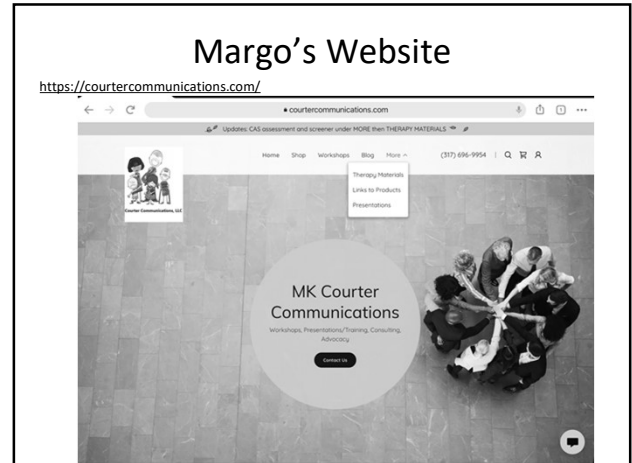 Margo’s Website
https://courtercommunications.com/
courtercommunications.com
1
Updates: CAS assessment and screener under MORE then THERAPY MATERIALS
Home Shop Workshops Blog More (317) 696-9954
Therapy Materials
Links to Products
Presentations
Courter Communications, LLC
MK Courter
Communications
Workshops, Presentations/Training, Consulting,
Advocacy
Contact Us